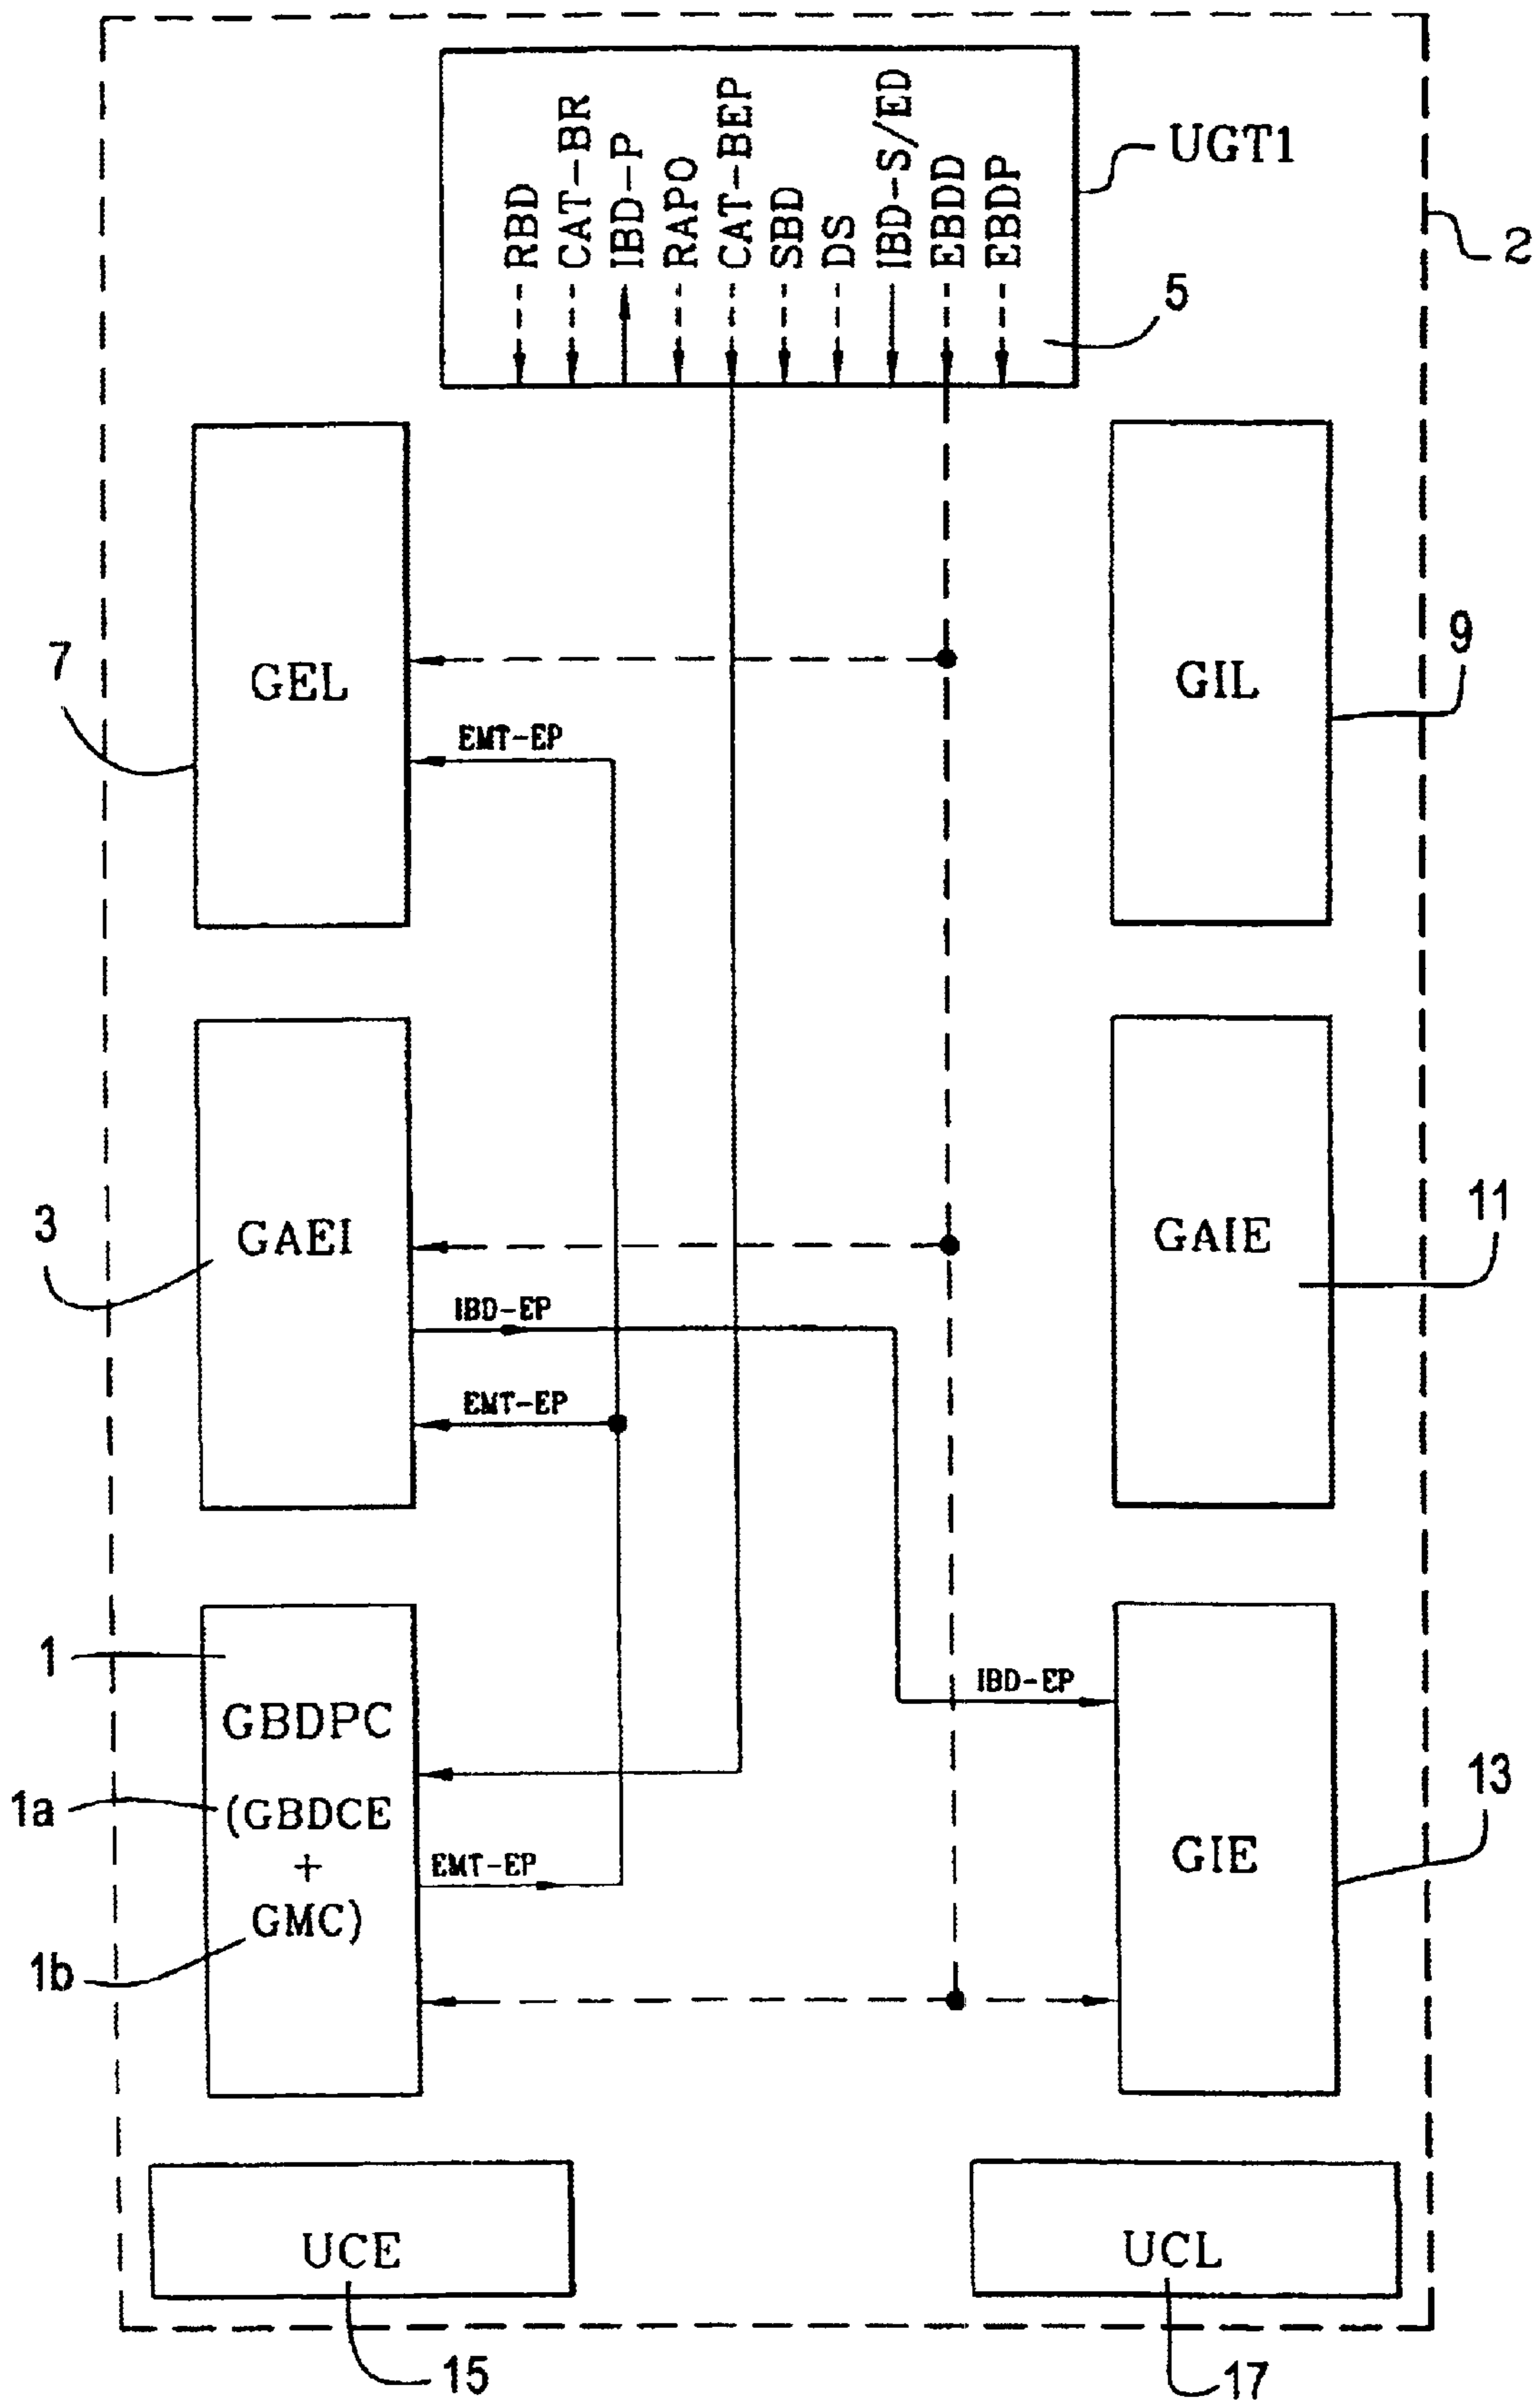 RBD
CAT-BR
IBD-P
RAPO
CAT-BEP
SBD
DS
IBD-S/ED
EBDD
EBDP
UGT1
2
5
7
GEL
EMT-EP
GIL
9
3
GAEI
IBD-EP
EMT-EP
GAIE
11
1
GBDPC
1a
(GBDCE
+
GMC)
1b
EMT-EP
IBD-EP
GIE
13
UCE
15
UCL
17